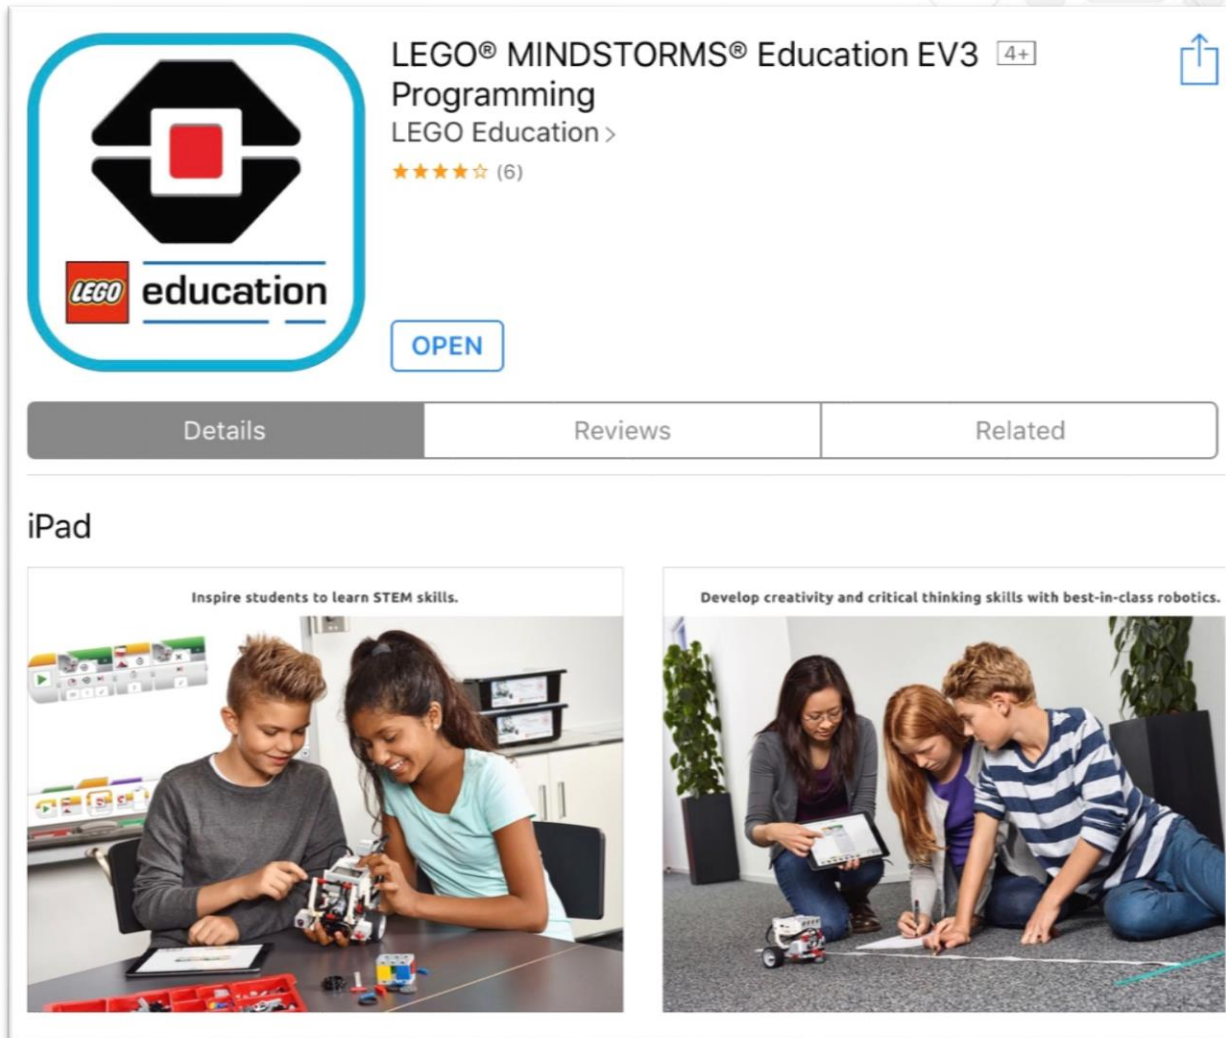 LEGO® MINDSTORMS® Education EV3 4+
Programming
LEGO Education >
(6)
LEGO education
OPEN
Details
Reviews
Related
iPad
Inspire students to learn STEM skills.
Develop creativity and critical thinking skills with best-in-class robotics.